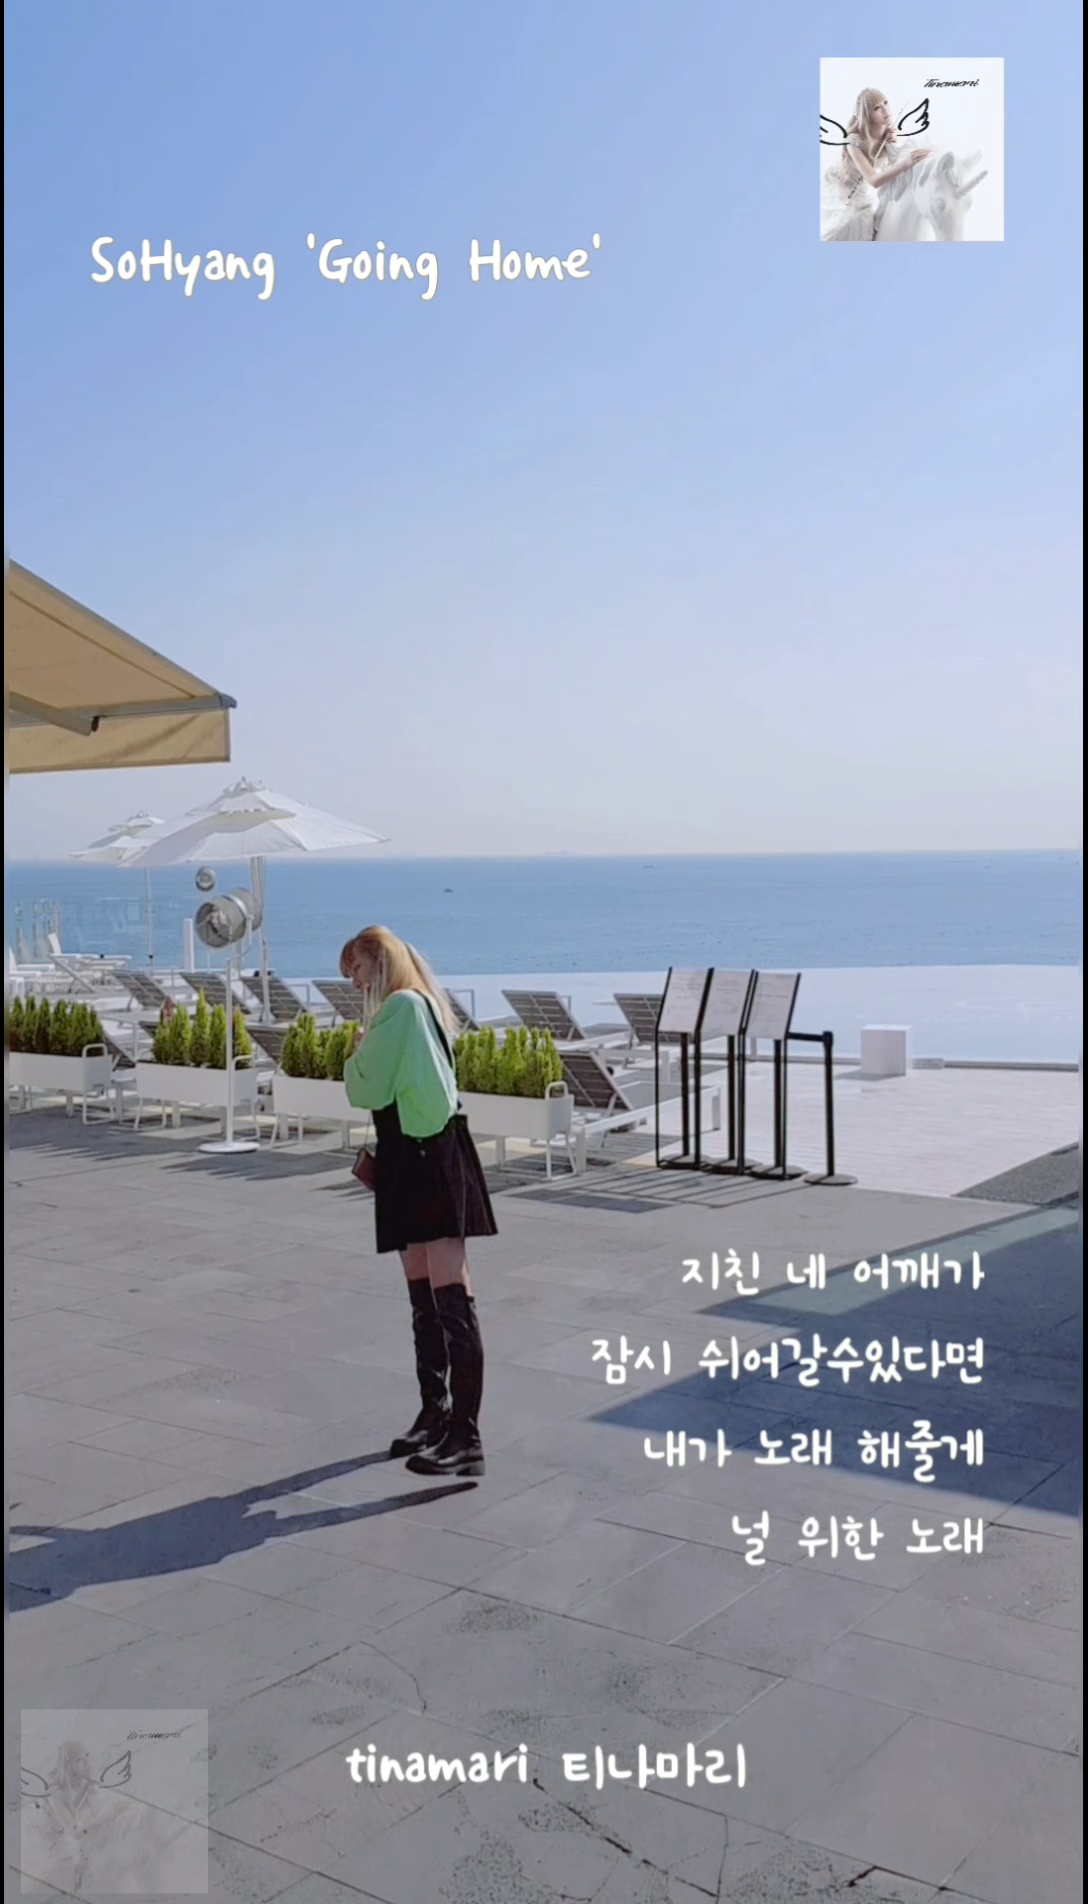 Tinamari
SoHyang 'Going Home'
지친 네 어깨가
잠시 쉬어갈수있다면
내가 노래 해줄게
널 위한 노래
tinamari 티나마리
Tinamari